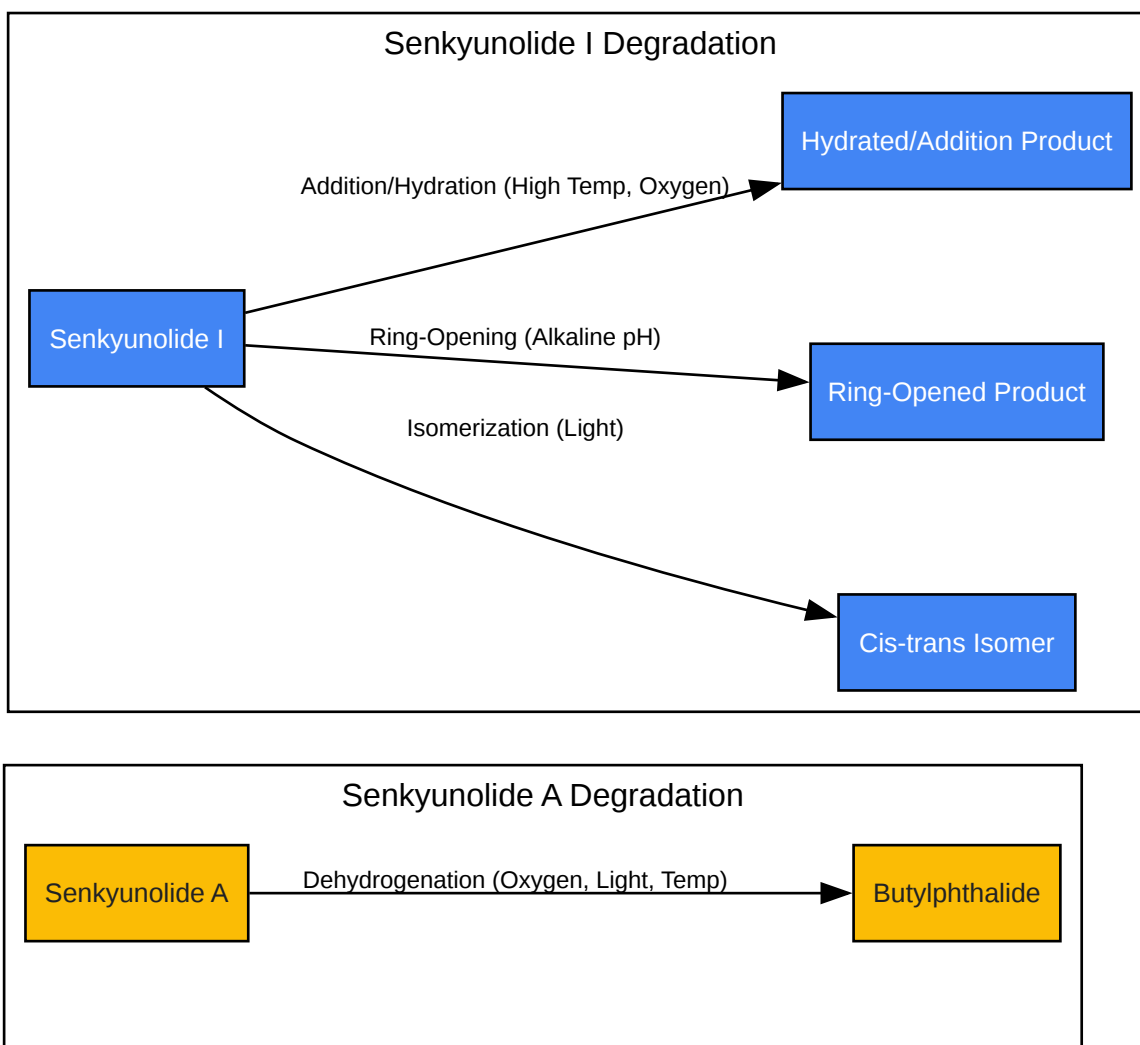 Senkyunolide I Degradation
Hydrated/Addition Product
Addition/Hydration (High Temp, Oxygen)
Senkyunolide I
Ring-Opening (Alkaline pH)
Ring-Opened Product
Isomerization (Light)
Cis-trans Isomer
Senkyunolide A Degradation
Senkyunolide A
Dehydrogenation (Oxygen, Light, Temp)
Butylphthalide